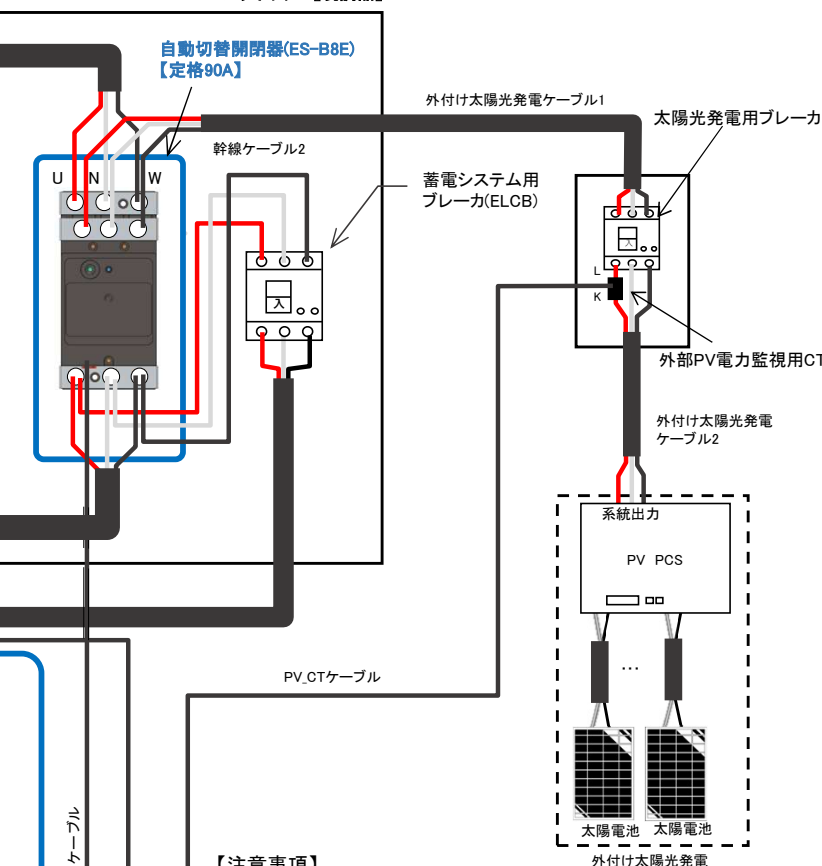 自動切替開閉器(ES-B8E)
【定格90A】
外付け太陽光発電ケーブル1
太陽光発電用ブレーカ
幹線ケーブル2
U N W
蓄電システム用
ブレーカ(ELCB)
入
入
L
K
外部PV電力監視用CT
外付け太陽光発電
ケーブル2
系統出力
PV PCS
…
PV_CTケーブル
太陽電池 太陽電池
ケーブル
【注意事項】
外付け太陽光発電